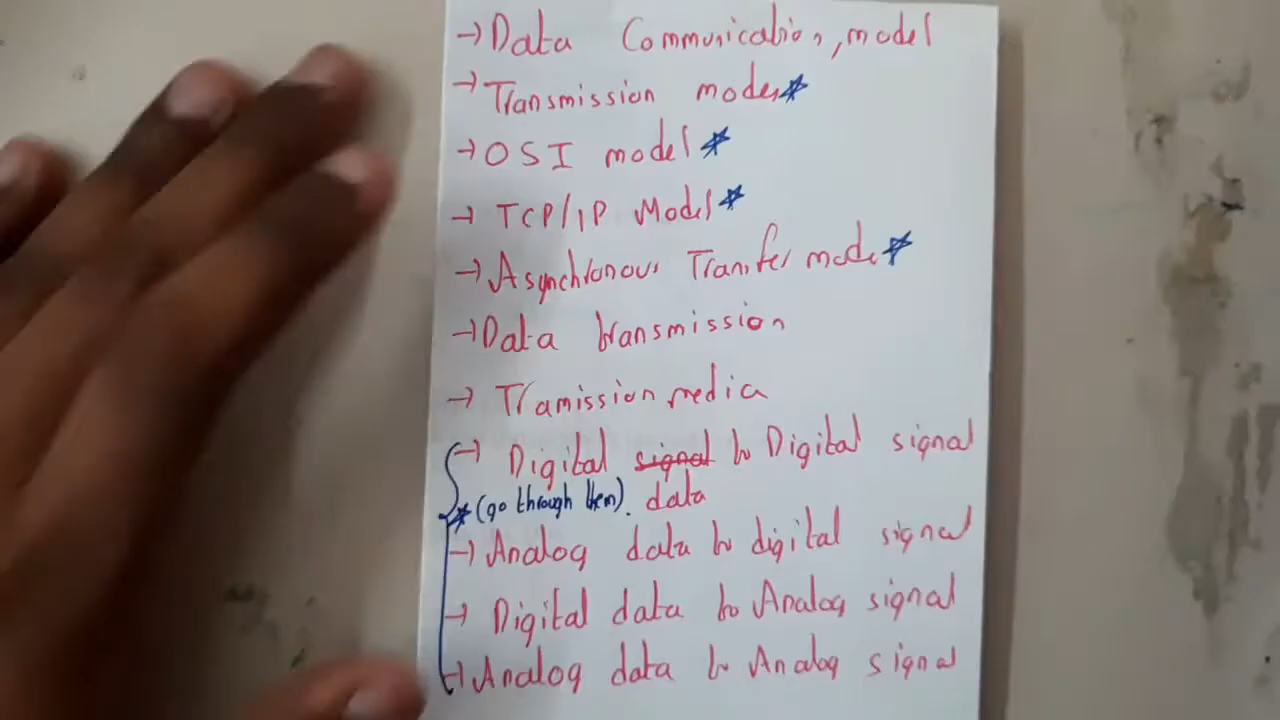 → Data Communication, model
→ Transmission modes*
→ OSI model *
→ TCP/IP Model *
→ Asynchronous Transfer mode *
→ Data transmission
→ Tramission media
→ Digital signal to Digital signal
* (go through them). data
→ Analog data to digital signal
→ Digital data to Analog signal
→ Analog data to Analog signal